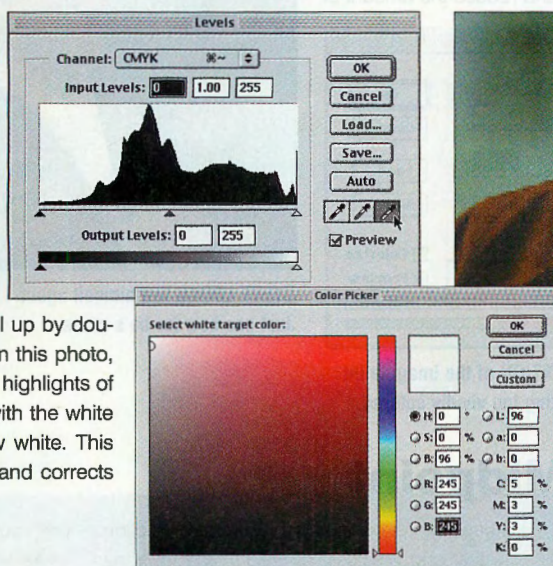 Levels
Channel: CMYK ⌘~
Input Levels: 0 1.00 255
Output Levels: 0 255
OK
Cancel
Load...
Save...
Auto
Preview
l up by dou-
n this photo,
highlights of
with the white
w white. This
and corrects
Color Picker
Select white target color:
OK
Cancel
Custom
H: 0 ° L: 96
S: 0 % a: 0
B: 96 % b: 0
R: 245 C: 5 %
G: 245 M: 3 %
B: 245 Y: 3 %
K: 0 %